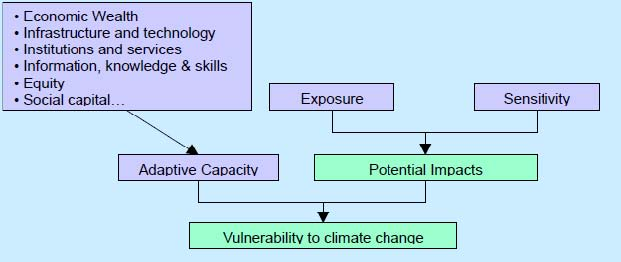 • Economic Wealth
• Infrastructure and technology
• Institutions and services
• Information, knowledge & skills
• Equity
• Social capital…
Exposure
Sensitivity
Adaptive Capacity
Potential Impacts
Vulnerability to climate change